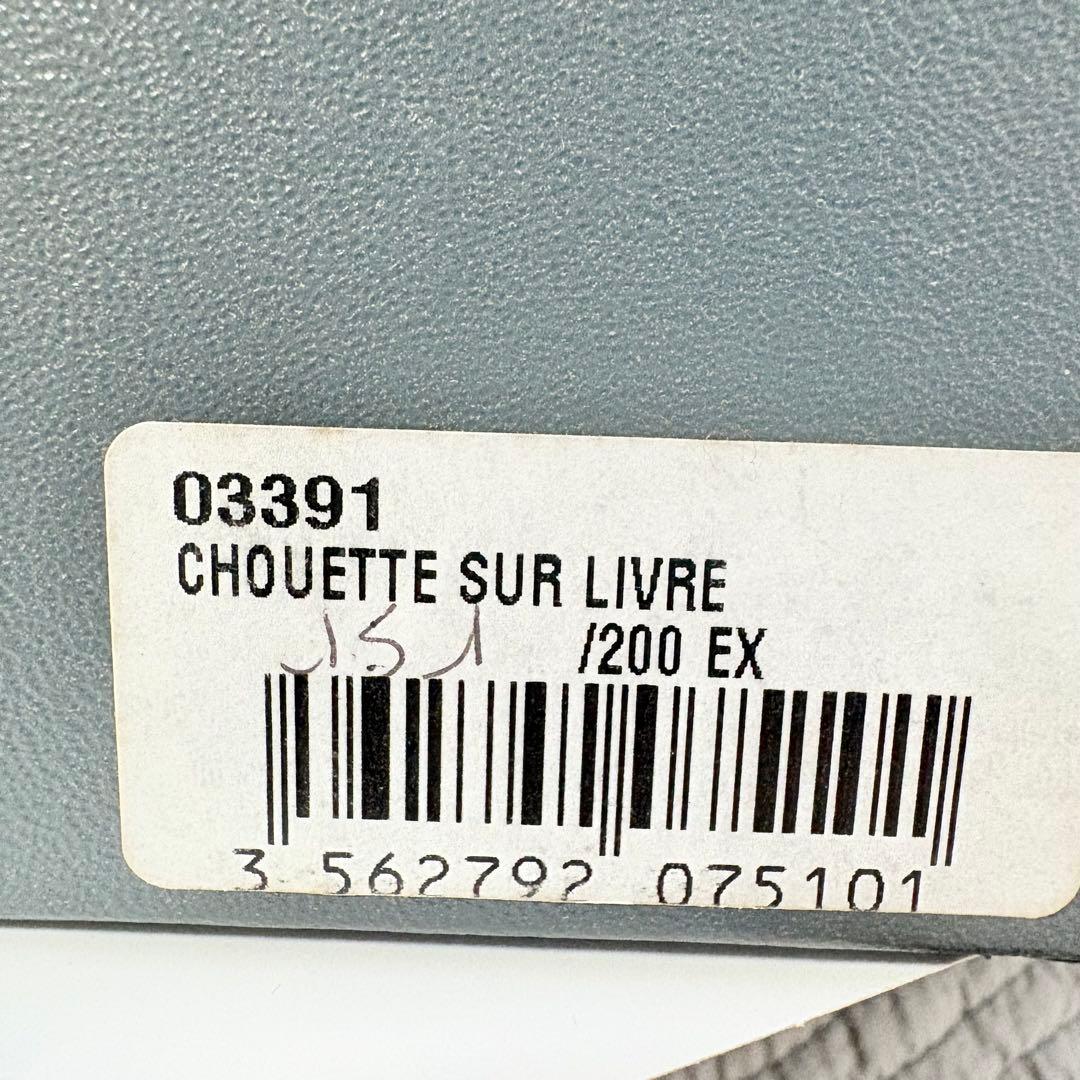 03391
CHOUETTE SUR LIVRE
151 /200 EX
3 562792 075101